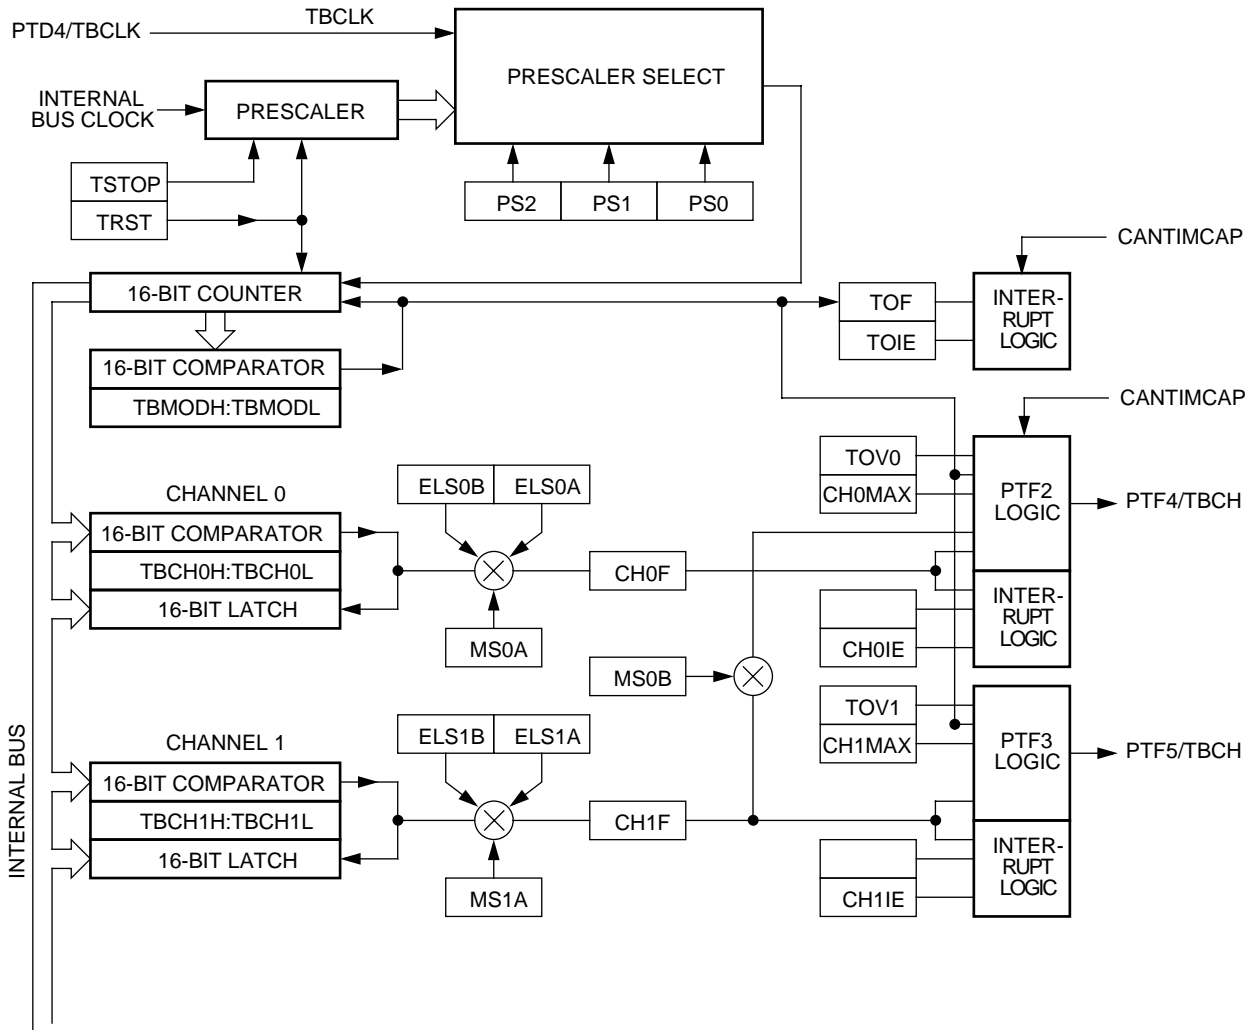 TBCLK
PTD4/TBCLK
PRESCALER SELECT
INTERNAL
BUS CLOCK
PRESCALER
TSTOP
TRST
PS2
PS1
PS0
CANTIMCAP
16-BIT COUNTER
TOF
TOIE
INTER-
RUPT
LOGIC
16-BIT COMPARATOR
TBMODH:TBMODL
CANTIMCAP
TOV0
CH0MAX
PTF2
LOGIC
PTF4/TBCH
CHANNEL 0
ELS0B
ELS0A
16-BIT COMPARATOR
TBCH0H:TBCH0L
16-BIT LATCH
CH0F
MS0A
INTER-
RUPT
LOGIC
CH0IE
MS0B
TOV1
CH1MAX
PTF3
LOGIC
PTF5/TBCH
CHANNEL 1
ELS1B
ELS1A
16-BIT COMPARATOR
TBCH1H:TBCH1L
16-BIT LATCH
CH1F
MS1A
INTER-
RUPT
LOGIC
CH1IE
INTERNAL BUS